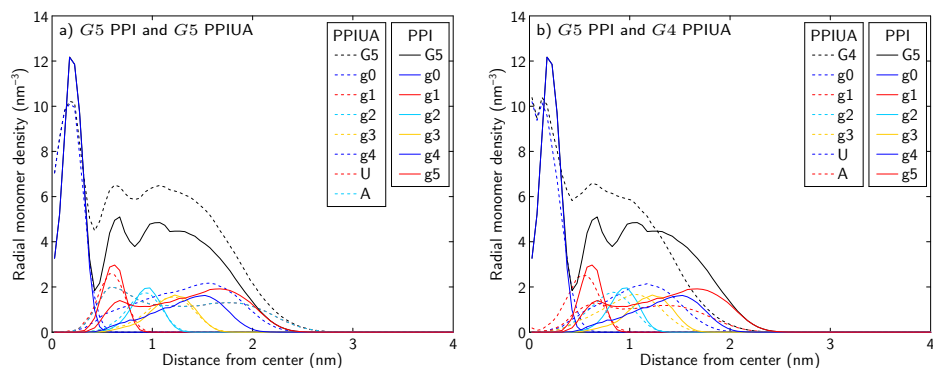 a) G5 PPI and G5 PPIUA
Radial monomer density (nm⁻³)
14
12
10
8
6
4
2
0
0 1 2 3 4
Distance from center (nm)
PPIUA
G5
g0
g1
g2
g3
g4
U
A
PPI
G5
g0
g1
g2
g3
g4
g5
b) G5 PPI and G4 PPIUA
Radial monomer density (nm⁻³)
14
12
10
8
6
4
2
0
0 1 2 3 4
Distance from center (nm)
PPIUA
G4
g0
g1
g2
g3
U
A
PPI
G5
g0
g1
g2
g3
g4
g5